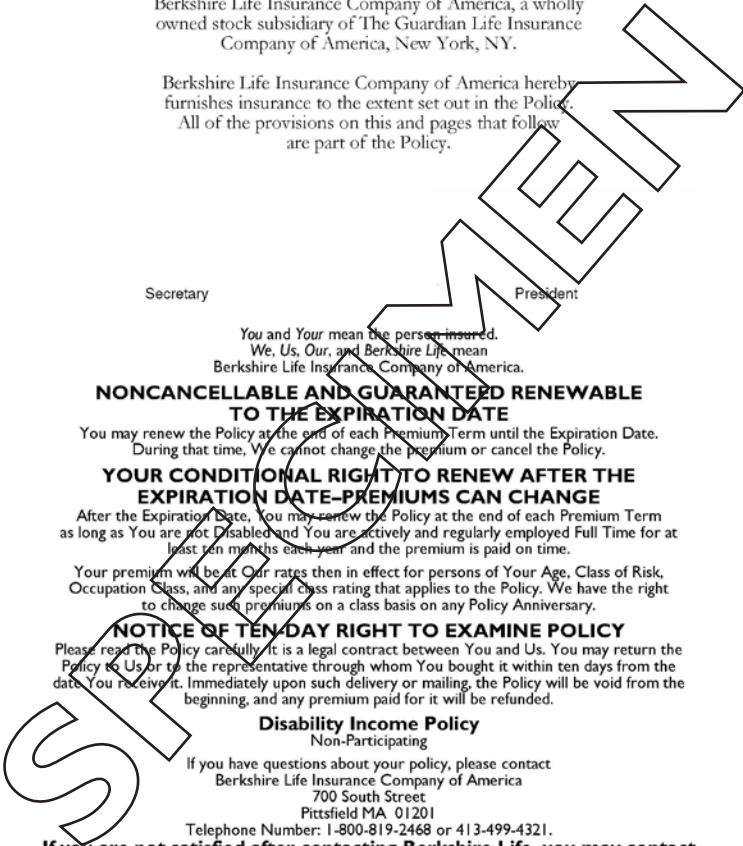 Berkshire Life Insurance Company of America, a wholly
owned stock subsidiary of The Guardian Life Insurance
Company of America, New York, NY.
Berkshire Life Insurance Company of America hereby
furnishes insurance to the extent set out in the Policy.
All of the provisions on this and pages that follow
are part of the Policy.
Secretary President
You and Your mean the person insured.
We, Us, Our, and Berkshire Life mean
Berkshire Life Insurance Company of America.
NONCANCELLABLE AND GUARANTEED RENEWABLE
TO THE EXPIRATION DATE
You may renew the Policy at the end of each Premium Term until the Expiration Date.
During that time, We cannot change the premium or cancel the Policy.
YOUR CONDITIONAL RIGHT TO RENEW AFTER THE
EXPIRATION DATE–PREMIUMS CAN CHANGE
After the Expiration Date, You may renew the Policy at the end of each Premium Term
as long as You are not Disabled and You are actively and regularly employed Full Time for at
least ten months each year and the premium is paid on time.
Your premium will be at Our rates then in effect for persons of Your Age, Class of Risk,
Occupation Class, and any special class rating that applies to the Policy. We have the right
to change such premiums on a class basis on any Policy Anniversary.
NOTICE OF TEN-DAY RIGHT TO EXAMINE POLICY
Please read the Policy carefully. It is a legal contract between You and Us. You may return the
Policy to Us or to the representative through whom You bought it within ten days from the
date You receive it. Immediately upon such delivery or mailing, the Policy will be void from the
beginning, and any premium paid for it will be refunded.
Disability Income Policy
Non-Participating
If you have questions about your policy, please contact
Berkshire Life Insurance Company of America
700 South Street
Pittsfield MA 01201
Telephone Number: 1-800-819-2468 or 413-499-4321.
If you are not satisfied after contacting Berkshire Life, you may contact
SPECIMEN